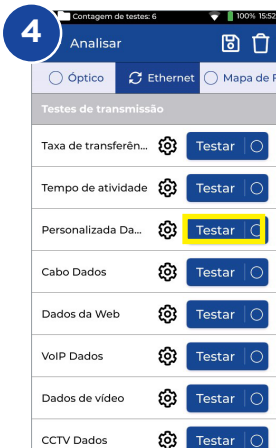 4
Contagem de testes: 6 100% 15:52
Analisar
Óptico Ethernet Mapa de F
Testes de transmissão
Taxa de transferên... Testar
Tempo de atividade Testar
Personalizada Da... Testar
Cabo Dados Testar
Dados da Web Testar
VoIP Dados Testar
Dados de vídeo Testar
CCTV Dados Testar